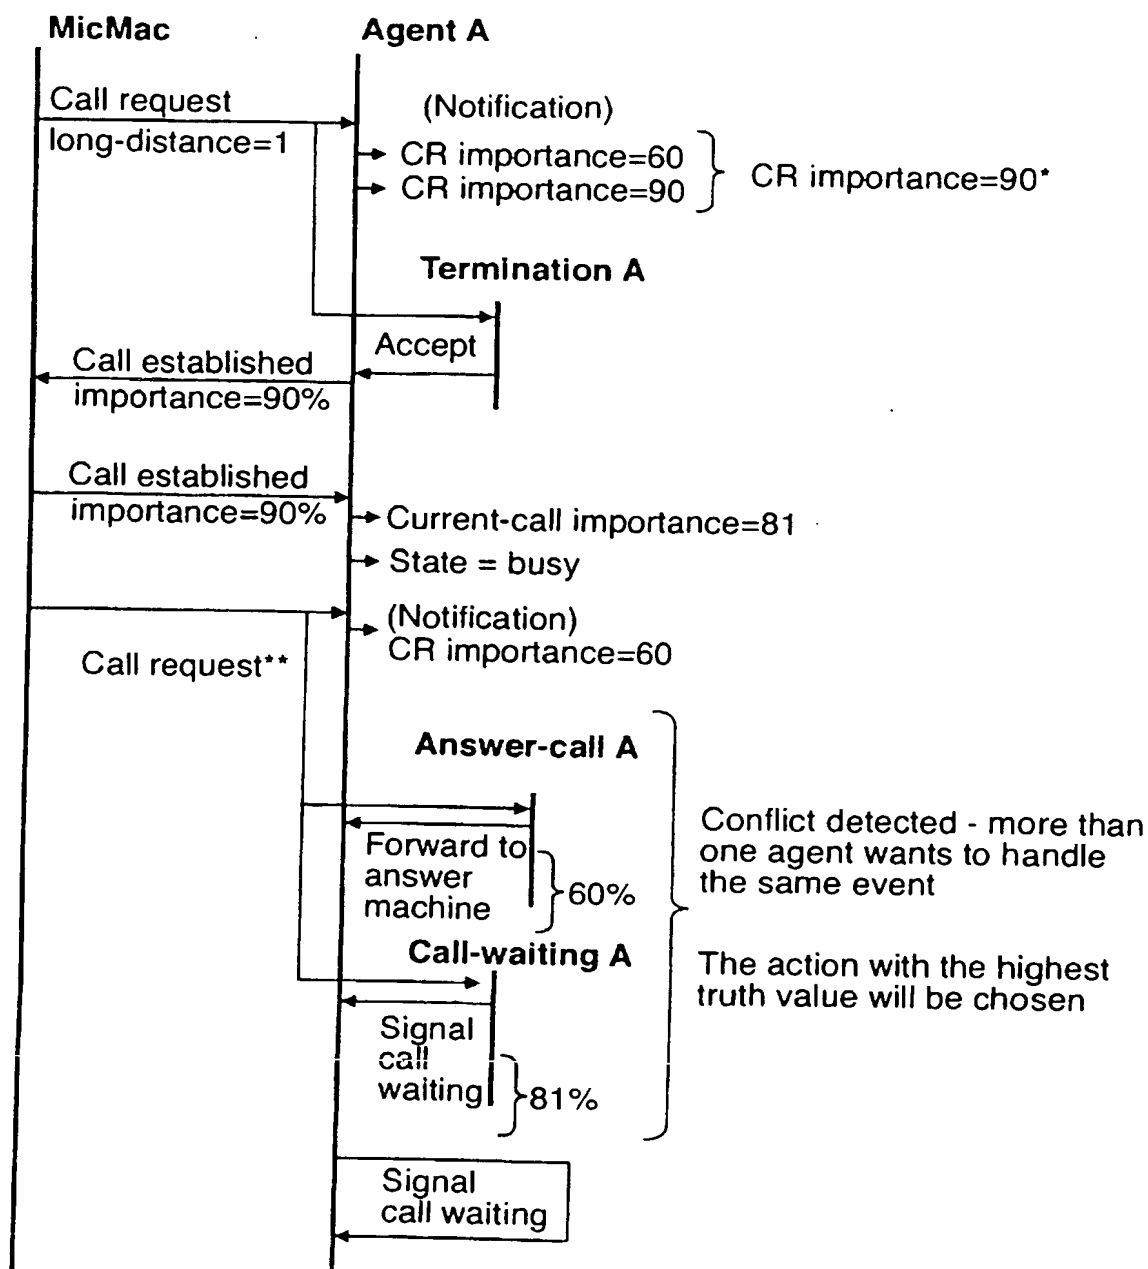 MicMac
Agent A
Call request
long-distance=1
(Notification)
CR importance=60
CR importance=90
CR importance=90*
Termination A
Accept
Call established
importance=90%
Call established
importance=90%
Current-call importance=81
State = busy
(Notification)
CR importance=60
Call request**
Answer-call A
Forward to
answer
machine
60%
Call-waiting A
Signal
call
waiting
81%
Conflict detected - more than
one agent wants to handle
the same event
The action with the highest
truth value will be chosen
Signal
call waiting